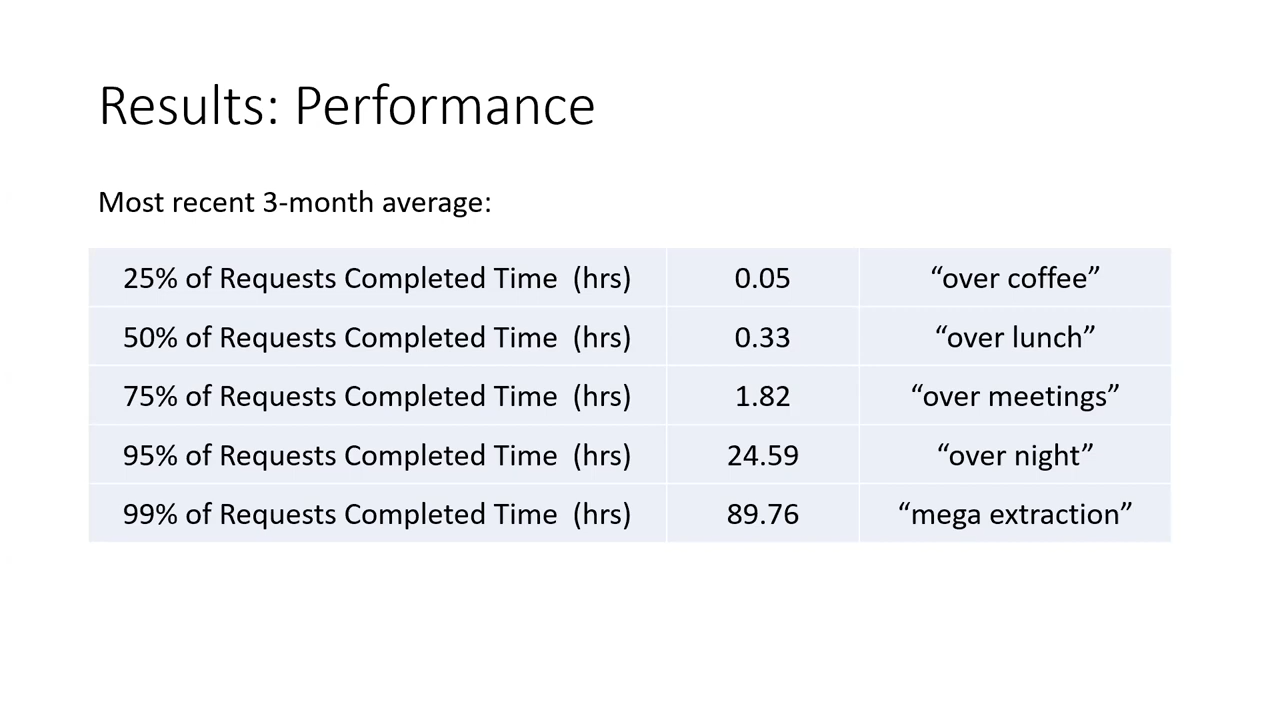 Results: Performance
Most recent 3-month average:
25% of Requests Completed Time (hrs) 0.05 “over coffee”
50% of Requests Completed Time (hrs) 0.33 “over lunch”
75% of Requests Completed Time (hrs) 1.82 “over meetings”
95% of Requests Completed Time (hrs) 24.59 “over night”
99% of Requests Completed Time (hrs) 89.76 “mega extraction”